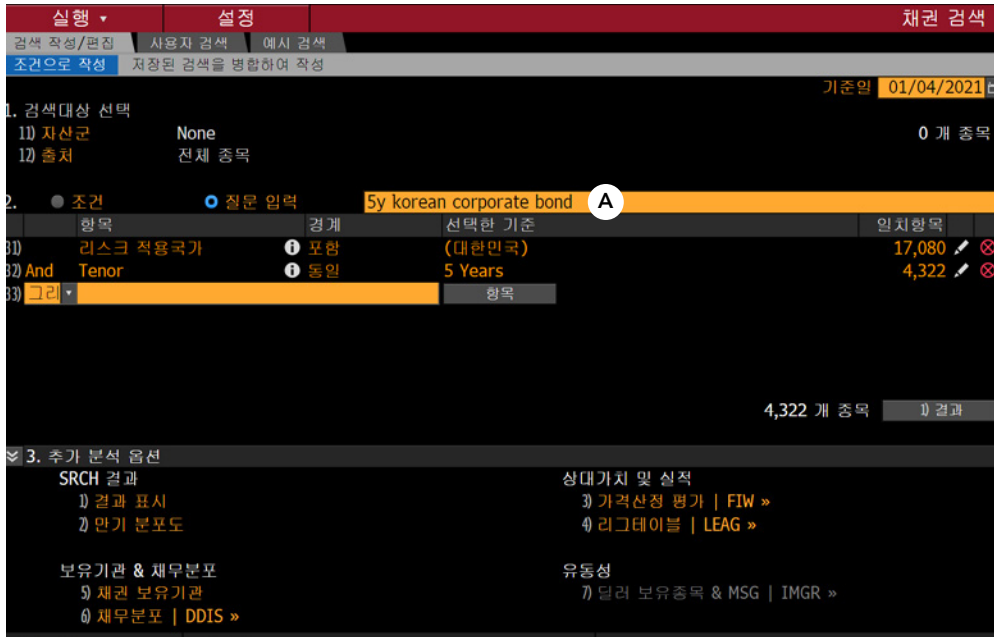 실행 ▾ 설정 채권 검색
검색 작성/편집 사용자 검색 예시 검색
조건으로 작성 저장된 검색을 병합하여 작성
기준일 01/04/2021
1. 검색대상 선택
11) 자산군 None 0 개 종목
12) 출처 전체 종목
2. 조건 질문 입력 5y korean corporate bond A
항목 경계 선택한 기준 일치항목
31) 리스크 적용국가 포함 (대한민국) 17,080
32) And Tenor 동일 5 Years 4,322
33) 그리 항목
4,322 개 종목 1) 결과
3. 추가 분석 옵션
SRCH 결과 상대가치 및 실적
1) 결과 표시 3) 가격산정 평가 | FIW »
2) 만기 분포도 4) 리그테이블 | LEAG »
보유기관 & 채무분포 유동성
5) 채권 보유기관 7) 딜러 보유종목 & MSG | IMGR »
6) 채무분포 | DDIS »